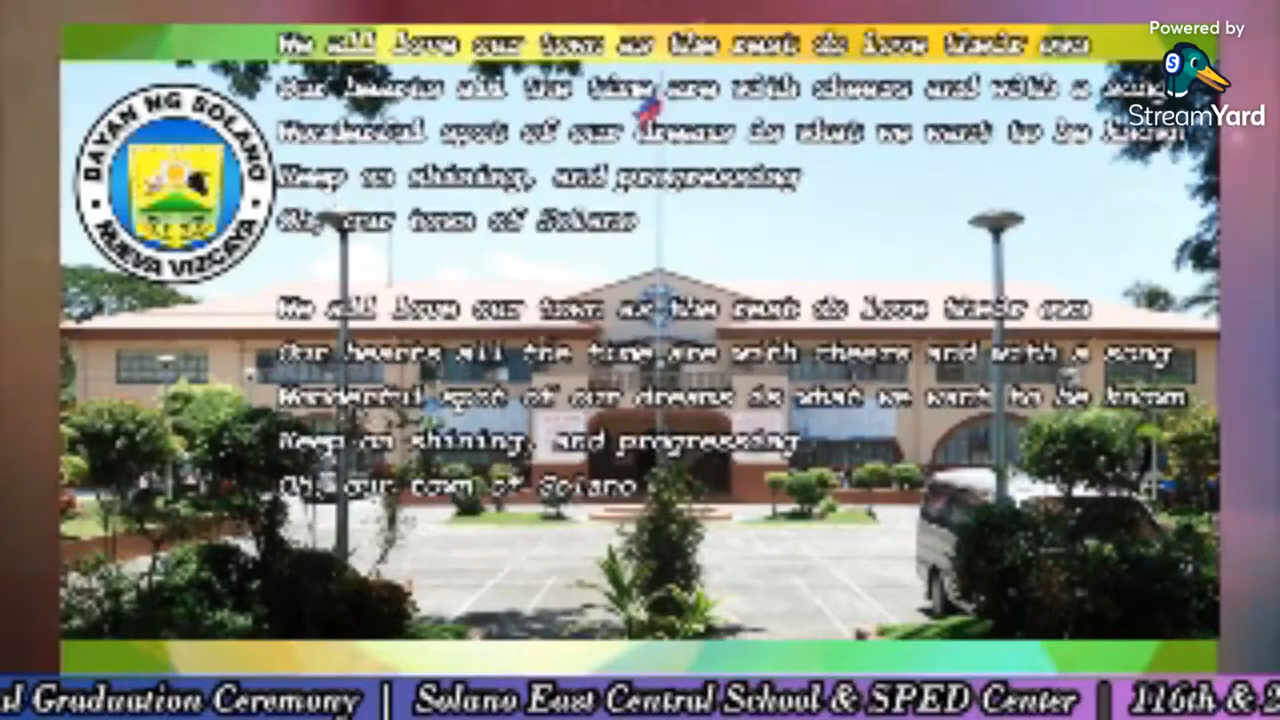 Powered by
StreamYard
We all love our town as the rest do love their own
Our hearts all the time are with cheers and with a song
Wonderful spot of our dreams is what we want to be known
Keep on shining, and progressing
Oh, our town of Solano
BAYAN NG SOLANO
NUEVA VIZCAYA
We all love our town as the rest do love their own
Our hearts all the time are with cheers and with a song
Wonderful spot of our dreams is what we want to be known
Keep on shining, and progressing
Oh, our town of Solano
al Graduation Ceremony | Solano East Central School & SPED Center | 116th & 2